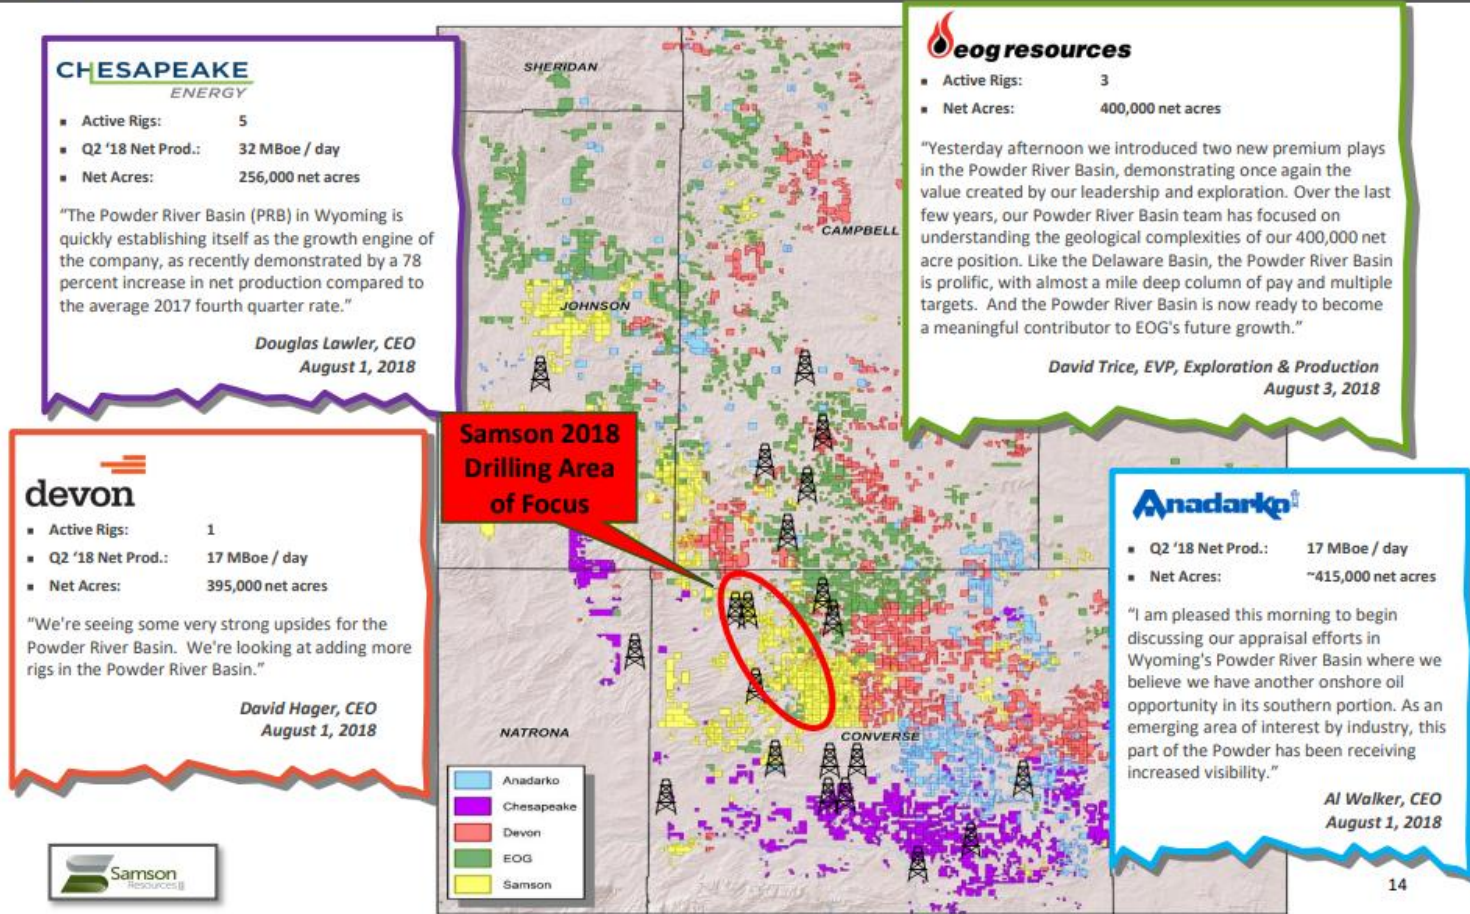 CHESAPEAKE
ENERGY
▪ Active Rigs: 5
▪ Q2 '18 Net Prod.: 32 MBoe / day
▪ Net Acres: 256,000 net acres
"The Powder River Basin (PRB) in Wyoming is
quickly establishing itself as the growth engine of
the company, as recently demonstrated by a 78
percent increase in net production compared to
the average 2017 fourth quarter rate."
Douglas Lawler, CEO
August 1, 2018
devon
▪ Active Rigs: 1
▪ Q2 '18 Net Prod.: 17 MBoe / day
▪ Net Acres: 395,000 net acres
"We're seeing some very strong upsides for the
Powder River Basin. We're looking at adding more
rigs in the Powder River Basin."
David Hager, CEO
August 1, 2018
Samson
Resources II
SHERIDAN
CAMPBELL
JOHNSON
Samson 2018
Drilling Area
of Focus
NATRONA
CONVERSE
Anadarko
Chesapeake
Devon
EOG
Samson
eog resources
▪ Active Rigs: 3
▪ Net Acres: 400,000 net acres
"Yesterday afternoon we introduced two new premium plays
in the Powder River Basin, demonstrating once again the
value created by our leadership and exploration. Over the last
few years, our Powder River Basin team has focused on
understanding the geological complexities of our 400,000 net
acre position. Like the Delaware Basin, the Powder River Basin
is prolific, with almost a mile deep column of pay and multiple
targets. And the Powder River Basin is now ready to become
a meaningful contributor to EOG's future growth."
David Trice, EVP, Exploration & Production
August 3, 2018
Anadarko
▪ Q2 '18 Net Prod.: 17 MBoe / day
▪ Net Acres: ~415,000 net acres
"I am pleased this morning to begin
discussing our appraisal efforts in
Wyoming's Powder River Basin where we
believe we have another onshore oil
opportunity in its southern portion. As an
emerging area of interest by industry, this
part of the Powder has been receiving
increased visibility."
Al Walker, CEO
August 1, 2018
14